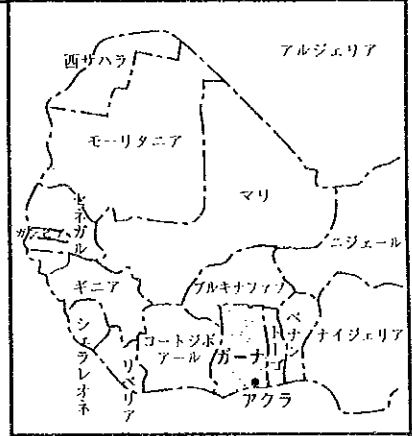 西サハラ
アルジェリア
モーリタニア
マリ
セネガル
ガンビア
ニジェール
ギニア
ブルキナファソ
シェラレオネ
リベリア
コートジボ
アール
ガーナ
トーゴ
ベナン
ナイジェリア
アクラ